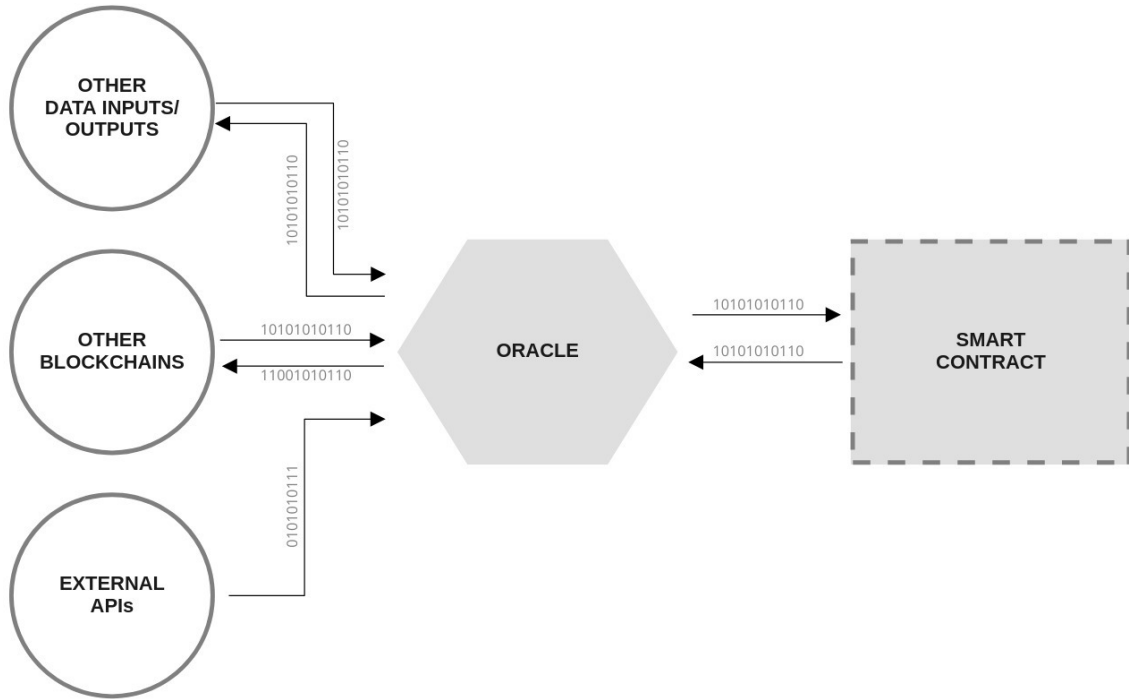 OTHER
DATA INPUTS/
OUTPUTS
10101010110
10101010110
OTHER
BLOCKCHAINS
10101010110
11001010110
EXTERNAL
APIs
0101010111
ORACLE
10101010110
10101010110
SMART
CONTRACT